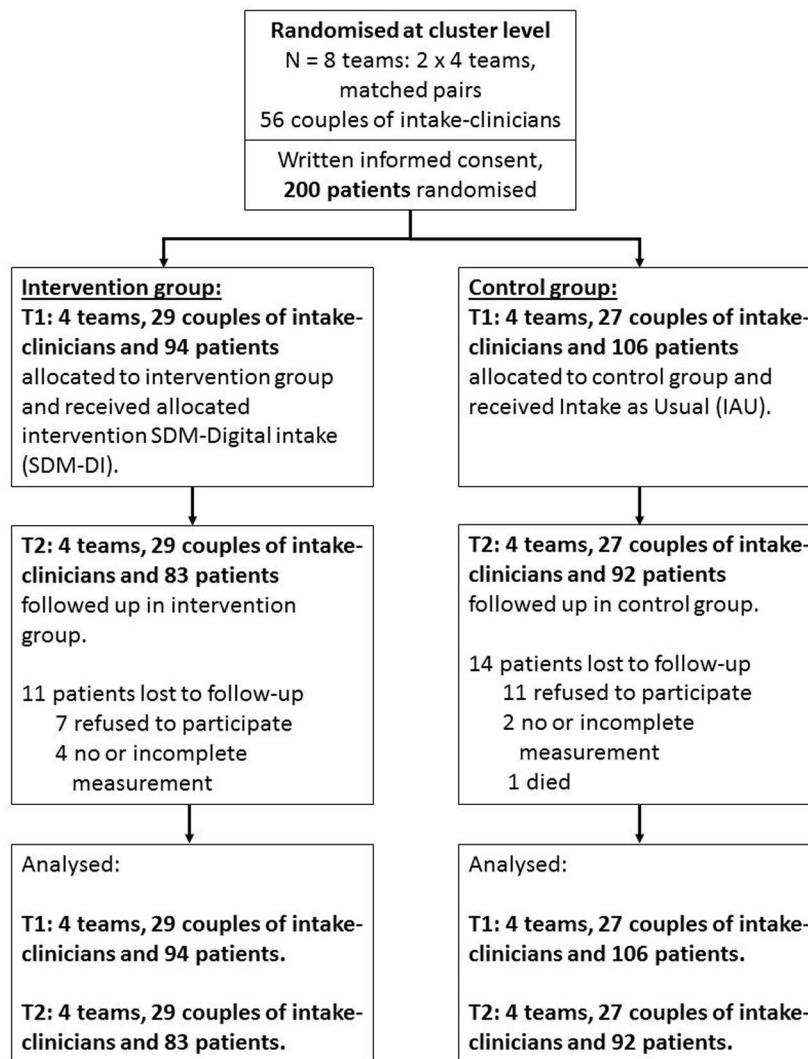 Randomised at cluster level
N = 8 teams: 2 x 4 teams,
matched pairs
56 couples of intake-clinicians
Written informed consent,
200 patients randomised
Intervention group:
T1: 4 teams, 29 couples of intake-
clinicians and 94 patients
allocated to intervention group
and received allocated
intervention SDM-Digital intake
(SDM-DI).
Control group:
T1: 4 teams, 27 couples of intake-
clinicians and 106 patients
allocated to control group and
received Intake as Usual (IAU).
T2: 4 teams, 29 couples of intake-
clinicians and 83 patients
followed up in intervention
group.
11 patients lost to follow-up
7 refused to participate
4 no or incomplete
measurement
T2: 4 teams, 27 couples of intake-
clinicians and 92 patients
followed up in control group.
14 patients lost to follow-up
11 refused to participate
2 no or incomplete
measurement
1 died
Analysed:
T1: 4 teams, 29 couples of intake-
clinicians and 94 patients.
T2: 4 teams, 29 couples of intake-
clinicians and 83 patients.
Analysed:
T1: 4 teams, 27 couples of intake-
clinicians and 106 patients.
T2: 4 teams, 27 couples of intake-
clinicians and 92 patients.